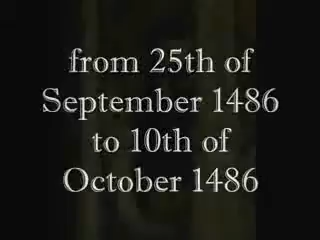 from 25th of
September 1486
to 10th of
October 1486